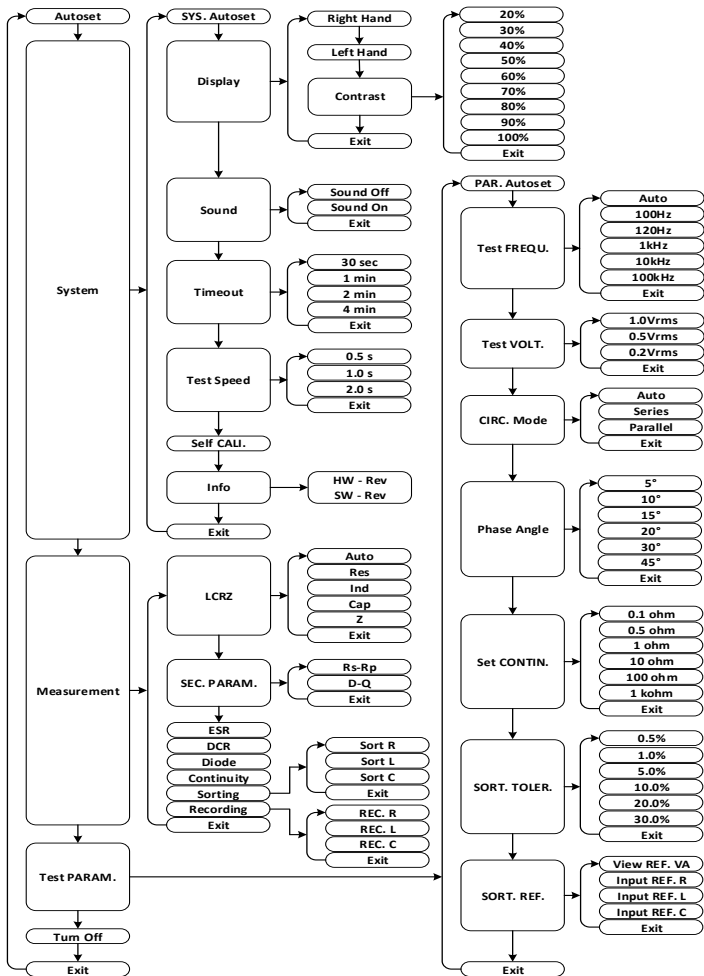 Autoset
System
Measurement
Test PARAM.
Turn Off
Exit
SYS. Autoset
Display
Sound
Timeout
Test Speed
Self CALI.
Info
Exit
Right Hand
Left Hand
Contrast
Exit
20%
30%
40%
50%
60%
70%
80%
90%
100%
Exit
Sound Off
Sound On
Exit
30 sec
1 min
2 min
4 min
Exit
0.5 s
1.0 s
2.0 s
Exit
HW - Rev
SW - Rev
LCRZ
SEC. PARAM.
ESR
DCR
Diode
Continuity
Sorting
Recording
Exit
Auto
Res
Ind
Cap
Z
Exit
Rs-Rp
D-Q
Exit
Sort R
Sort L
Sort C
Exit
REC. R
REC. L
REC. C
Exit
PAR. Autoset
Test FREQU.
Test VOLT.
CIRC. Mode
Phase Angle
Set CONTIN.
SORT. TOLER.
SORT. REF.
Exit
Auto
100Hz
120Hz
1kHz
10kHz
100kHz
Exit
1.0Vrms
0.5Vrms
0.2Vrms
Exit
Auto
Series
Parallel
Exit
5°
10°
15°
20°
30°
45°
Exit
0.1 ohm
0.5 ohm
1 ohm
10 ohm
100 ohm
1 kohm
Exit
0.5%
1.0%
5.0%
10.0%
20.0%
30.0%
Exit
View REF. VA
Input REF. R
Input REF. L
Input REF. C
Exit